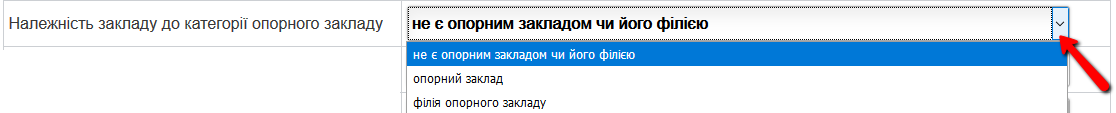 Належність закладу до категорії опорного закладу
не є опорним закладом чи його філією
не є опорним закладом чи його філією
опорний заклад
філія опорного закладу